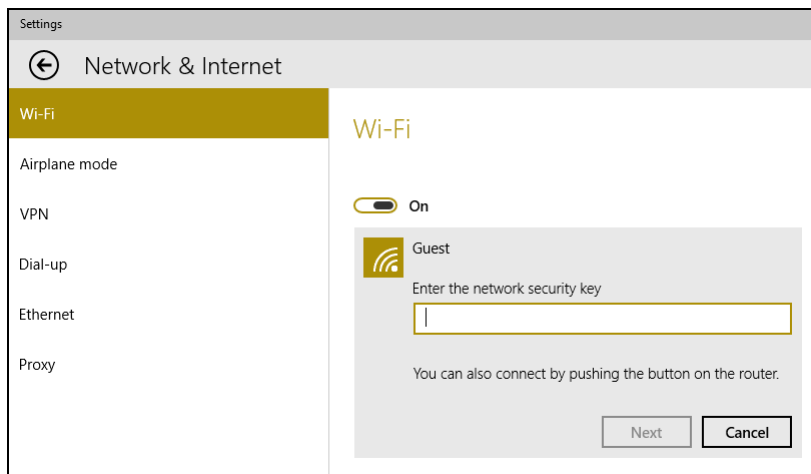 Settings
Network & Internet
Wi-Fi
Airplane mode
VPN
Dial-up
Ethernet
Proxy
Wi-Fi
On
Guest
Enter the network security key
You can also connect by pushing the button on the router.
Next
Cancel